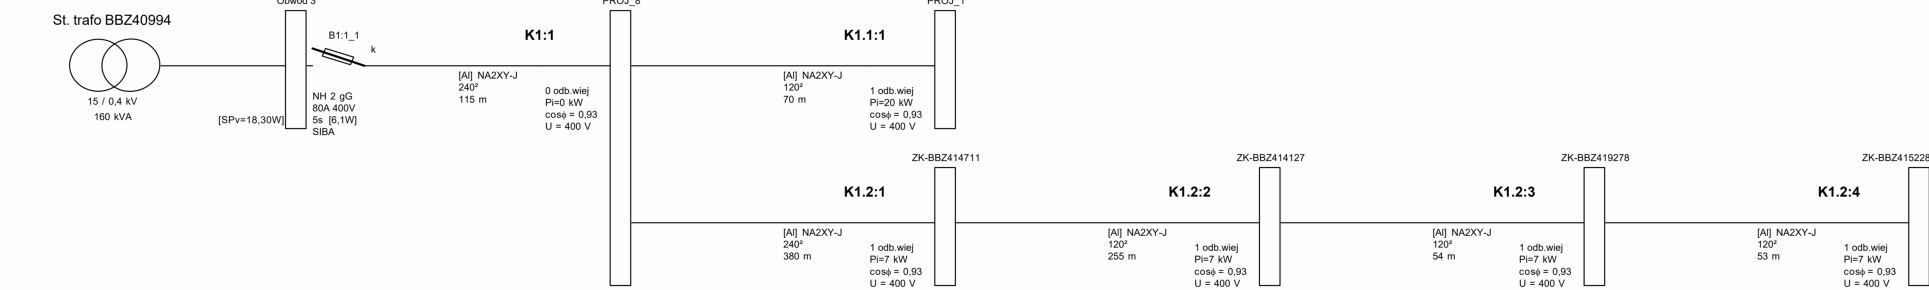 Obwód 3
PROJ_8
PROJ_1
St. trafo BBZ40994
B1:1_1
k
K1:1
K1.1:1
15 / 0,4 kV
160 kVA
[SPv=18,30W]
NH 2 gG
80A 400V
5s [6,1W]
SIBA
[Al] NA2XY-J
240²
115 m
0 odb.wiej
Pi=0 kW
cosϕ = 0,93
U = 400 V
[Al] NA2XY-J
120²
70 m
1 odb.wiej
Pi=20 kW
cosϕ = 0,93
U = 400 V
ZK-BBZ414711
ZK-BBZ414127
ZK-BBZ419278
ZK-BBZ415228
K1.2:1
K1.2:2
K1.2:3
K1.2:4
[Al] NA2XY-J
240²
380 m
1 odb.wiej
Pi=7 kW
cosϕ = 0,93
U = 400 V
[Al] NA2XY-J
120²
255 m
1 odb.wiej
Pi=7 kW
cosϕ = 0,93
U = 400 V
[Al] NA2XY-J
120²
54 m
1 odb.wiej
Pi=7 kW
cosϕ = 0,93
U = 400 V
[Al] NA2XY-J
120²
53 m
1 odb.wiej
Pi=7 kW
cosϕ = 0,93
U = 400 V